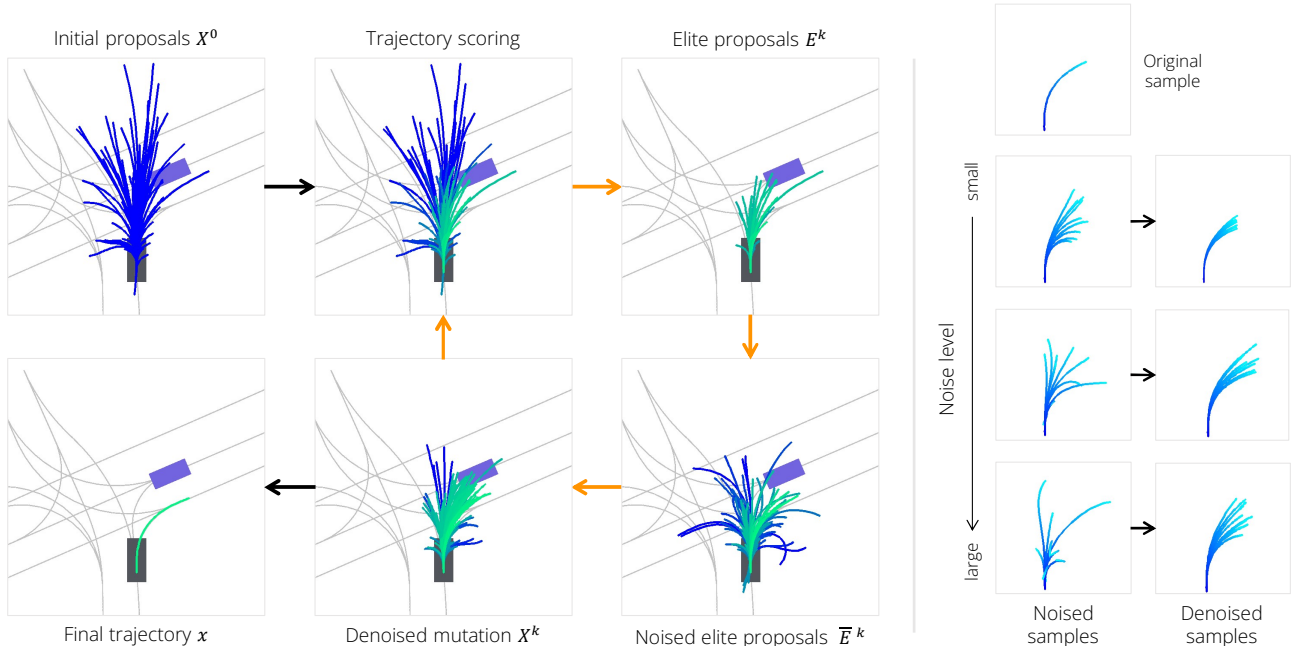 Initial proposals X⁰
Trajectory scoring
Elite proposals Eᵏ
Final trajectory x
Denoised mutation Xᵏ
Noised elite proposals E̅ ᵏ
Original
sample
small
Noise level
large
Noised
samples
Denoised
samples